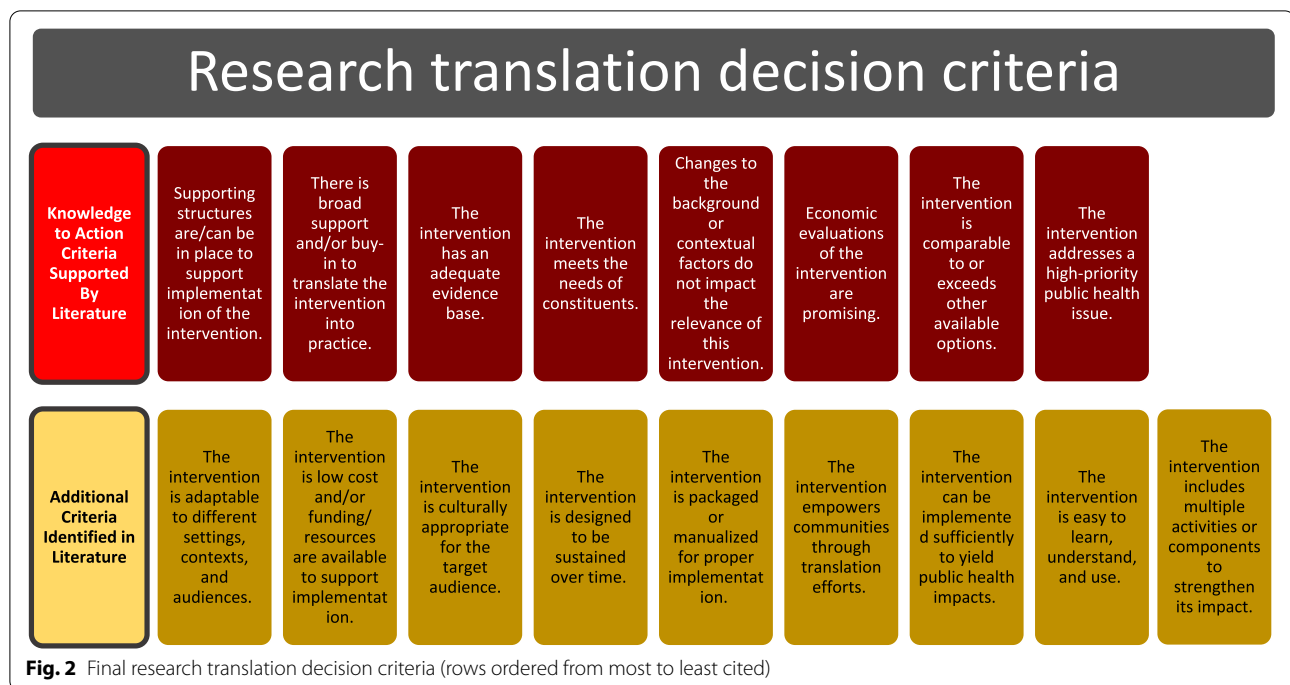 Research translation decision criteria
Knowledge
to Action
Criteria
Supported
By
Literature
Supporting
structures
are/can be
in place to
support
implementat
ion of the
intervention.
There is
broad
support
and/or buy-
in to
translate the
intervention
into
practice.
The
intervention
has an
adequate
evidence
base.
The
intervention
meets the
needs of
constituents.
Changes to
the
background
or
contextual
factors do
not impact
the
relevance of
this
intervention.
Economic
evaluations
of the
intervention
are
promising.
The
intervention
is
comparable
to or
exceeds
other
available
options.
The
intervention
addresses a
high-priority
public health
issue.
Additional
Criteria
Identified in
Literature
The
intervention
is adaptable
to different
settings,
contexts,
and
audiences.
The
intervention
is low cost
and/or
funding/
resources
are available
to support
implementat
ion.
The
intervention
is culturally
appropriate
for the
target
audience.
The
intervention
is designed
to be
sustained
over time.
The
intervention
is packaged
or
manualized
for proper
implementat
ion.
The
intervention
empowers
communities
through
translation
efforts.
The
intervention
can be
implemente
d sufficiently
to yield
public health
impacts.
The
intervention
is easy to
learn,
understand,
and use.
The
intervention
includes
multiple
activities or
components
to
strengthen
its impact.
Fig. 2 Final research translation decision criteria (rows ordered from most to least cited)